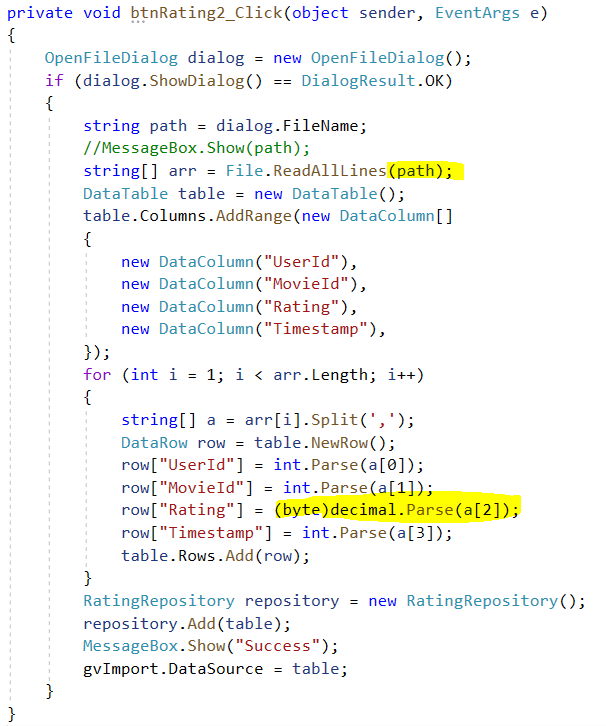 private void btnRating2_Click(object sender, EventArgs e)
{
OpenFileDialog dialog = new OpenFileDialog();
if (dialog.ShowDialog() == DialogResult.OK)
{
string path = dialog.FileName;
//MessageBox.Show(path);
string[] arr = File.ReadAllLines(path);
DataTable table = new DataTable();
table.Columns.AddRange(new DataColumn[]
{
new DataColumn("UserId"),
new DataColumn("MovieId"),
new DataColumn("Rating"),
new DataColumn("Timestamp"),
});
for (int i = 1; i < arr.Length; i++)
{
string[] a = arr[i].Split(',');
DataRow row = table.NewRow();
row["UserId"] = int.Parse(a[0]);
row["MovieId"] = int.Parse(a[1]);
row["Rating"] = (byte)decimal.Parse(a[2]);
row["Timestamp"] = int.Parse(a[3]);
table.Rows.Add(row);
}
RatingRepository repository = new RatingRepository();
repository.Add(table);
MessageBox.Show("Success");
gvImport.DataSource = table;
}
}